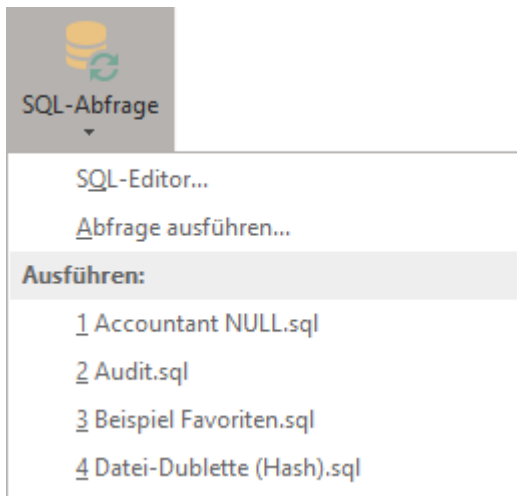 SQL-Abfrage
SQL-Editor...
Abfrage ausführen...
Ausführen:
1 Accountant NULL.sql
2 Audit.sql
3 Beispiel Favoriten.sql
4 Datei-Dublette (Hash).sql